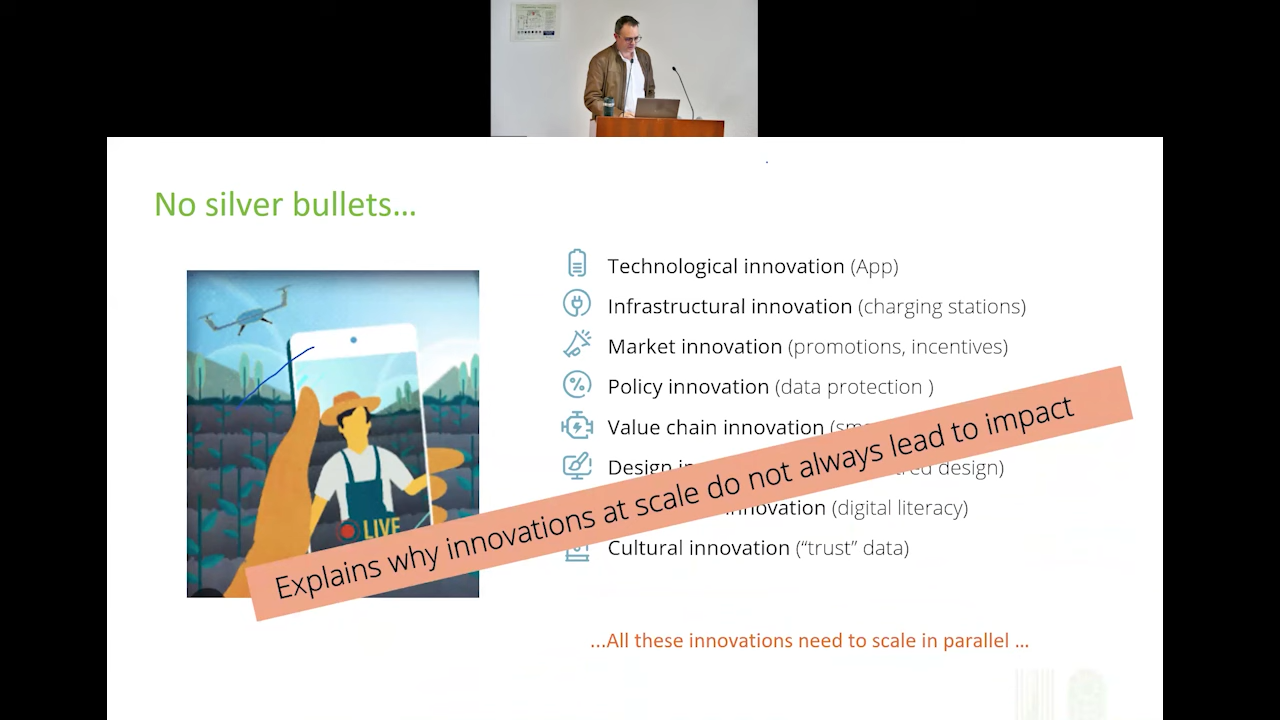 No silver bullets...
Technological innovation (App)
Infrastructural innovation (charging stations)
Market innovation (promotions, incentives)
Policy innovation (data protection )
Value chain innovation
Design
design)
innovation (digital literacy)
Cultural innovation (“trust” data)
LIVE
Explains why innovations at scale do not always lead to impact
...All these innovations need to scale in parallel ...